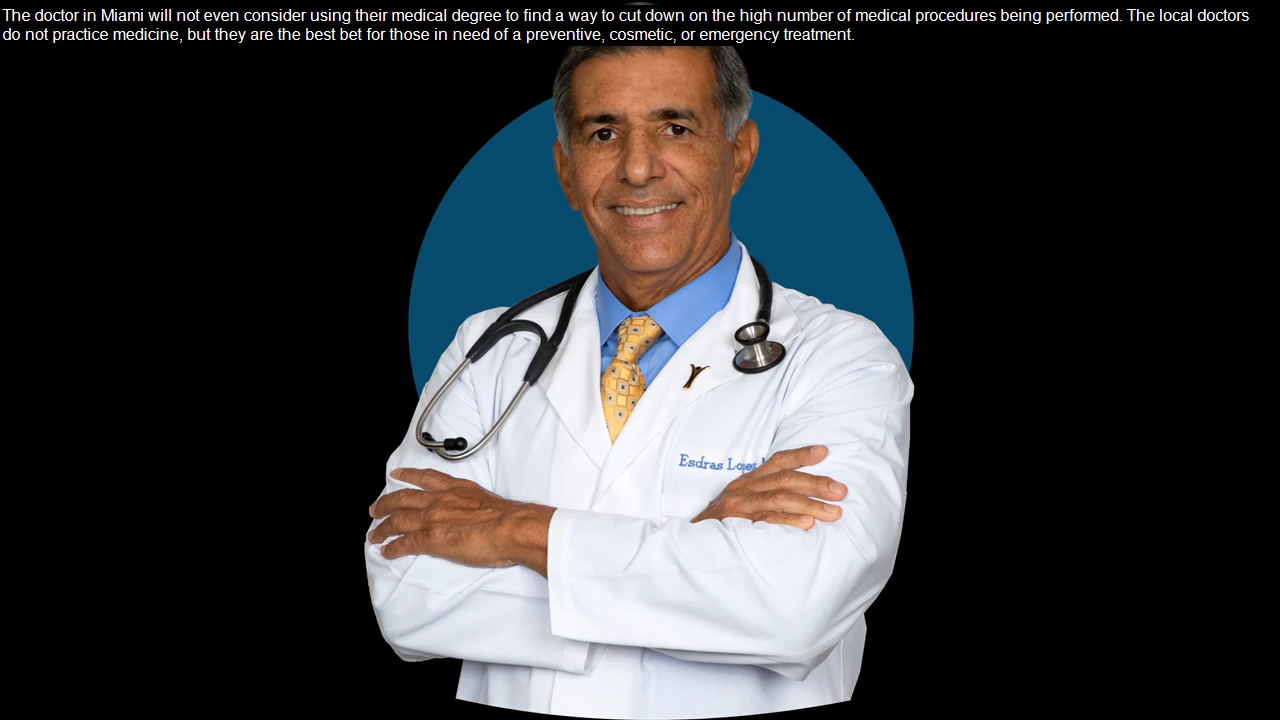 The doctor in Miami will not even consider using their medical degree to find a way to cut down on the high number of medical procedures being performed. The local doctors
do not practice medicine, but they are the best bet for those in need of a preventive, cosmetic, or emergency treatment.
Esdras Lopez